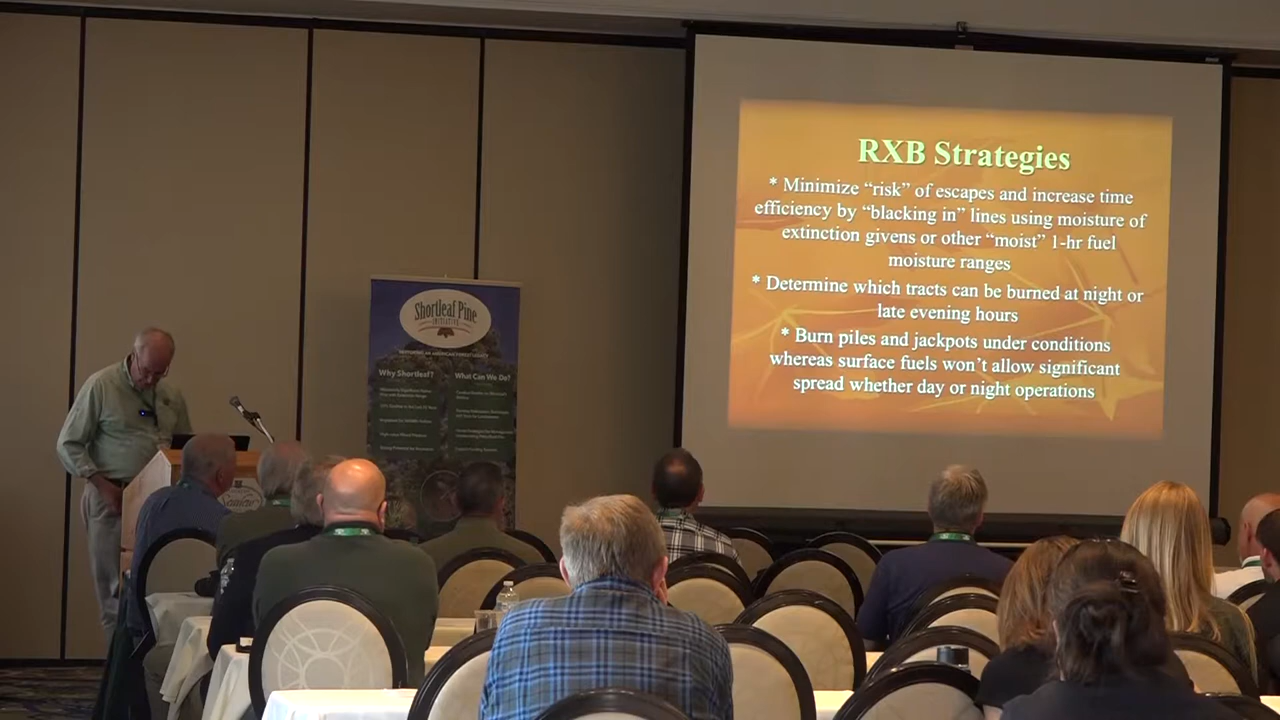 RXB Strategies
* Minimize “risk” of escapes and increase time
efficiency by “blacking in” lines using moisture of
extinction givens or other “moist” 1-hr fuel
moisture ranges
* Determine which tracts can be burned at night or
late evening hours
* Burn piles and jackpots under conditions
whereas surface fuels won’t allow significant
spread whether day or night operations
Shortleaf Pine
INITIATIVE
Why Shortleaf?
What Can We Do?